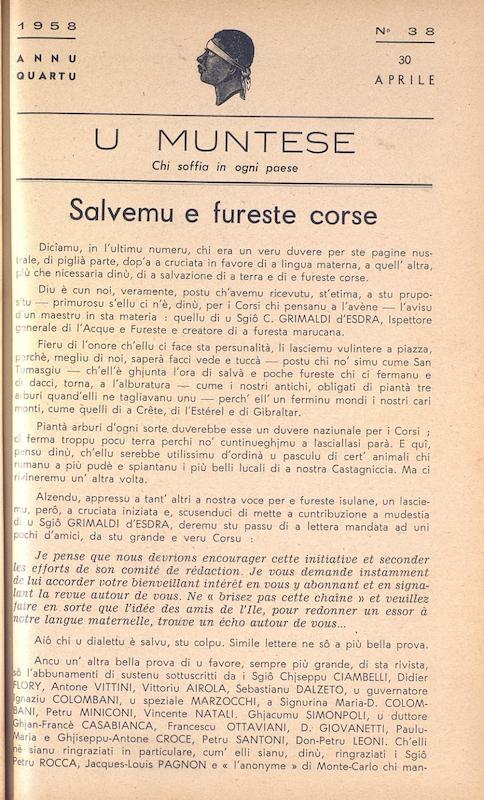 1958
Nº 38
ANNU
QUARTU
30
APRILE
U MUNTESE
Chi soffia in ogni paese
Salvemu e fureste corse
Diciamu, in l'ultimu numeru, chi era un veru duvere per ste pagine nus-
trale, di piglià parte, dop'a a cruciata in favore di a lingua materna, a quell' altra,
più che nicessaria dinù, di a salvazione di a terra e di e fureste corse.
Diu è cun noi, veramente, postu ch'avemu ricevutu, st'etima, a stu prupo-
situ — primurosu s'ellu ci n'è, dinù, per i Corsi chi pensanu a l'avène — l'avisu
d'un maestru in sta materia : quellu di u Sgiô C. GRIMALDI d'ESDRA, Ispettore
generale di l'Acque e Fureste e creatore di a furesta marucana.
Fieru di l'onore ch'ellu ci face sta personalità, li lasciemu vulintere a piazza,
perchè, megliu di noi, saperà facci vede e tuccà — postu chi no' simu cume San
Tumasgiu — ch'ell'è ghjunta l'ora di salvà e poche fureste chi ci fermanu e
di dacci, torna, a l'alburatura — cume i nostri antichi, obligati di piantà tre
arburi quand'elli ne tagliavanu unu — perch' ell' un ferminu mondi i nostri cari
monti, cume quelli di a Crête, di l'Estérel e di Gibraltar.
Piantà arburi d'ogni sorte duverebbe esse un duvere naziunale per i Corsi ;
ci ferma troppu pocu terra perchi no' cuntinueghjmu a lasciallasi parà. E quî,
pensu dinù, ch'ellu serebbe utilissimu d'ordinà u pasculu di cert' animali chi
rumanu a più pudè e spiantanu i più belli lucali di a nostra Castagniccia. Ma ci
rivineremu un' altra volta.
Alzendu, appressu a tant' altri a nostra voce per e fureste isulane, un lascie-
mu, però, a cruciata iniziata e, scusenduci di mette a cuntribuzione a mudestia
di u Sgiô GRIMALDI d'ESDRA, deremu stu passu di a lettera mandata ad uni
pochi d'amici, da stu grande e veru Corsu :
Je pense que nous devrions encourager cette initiative et seconder
les efforts de son comité de rédaction. Je vous demande instamment
de lui accorder votre bienveillant intérêt en vous y abonnant et en signa-
lant la revue autour de vous. Ne « brisez pas cette chaîne » et veuillez
faire en sorte que l'idée des amis de l'Ile, pour redonner un essor à
notre langue maternelle, trouve un écho autour de vous...
Aiô chi u dialettu è salvu, stu colpu. Simile lettere ne sô a più bella prova.
Ancu un' altra bella prova di u favore, sempre più grande, di sta rivista,
sô l'abbunamenti di sustenu sottuscritti da i Sgiô Chjseppu CIAMBELLI, Didier
FLORY, Antone VITTINI, Vittoriu AIROLA, Sebastianu DALZETO, u guvernatore
Ignaziu COLOMBANI, u speziale MARZOCCHI, a Signurina Maria-D. COLOM-
BANI, Petru MINICONI, Vincente NATALI. Ghjacumu SIMONPOLI, u duttore
Ghjan-Francè CASABIANCA, Francescu OTTAVIANI, D. GIOVANETTI, Paulu-
Maria e Ghjiseppu-Antone CROCE, Petru SANTONI, Don-Petru LEONI. Ch'elli
nè sianu ringraziati in particulare, cum' elli sianu, dinù, ringraziati i Sgiô
Petru ROCCA, Jacques-Louis PAGNON e « l'anonyme » di Monte-Carlo chi man-